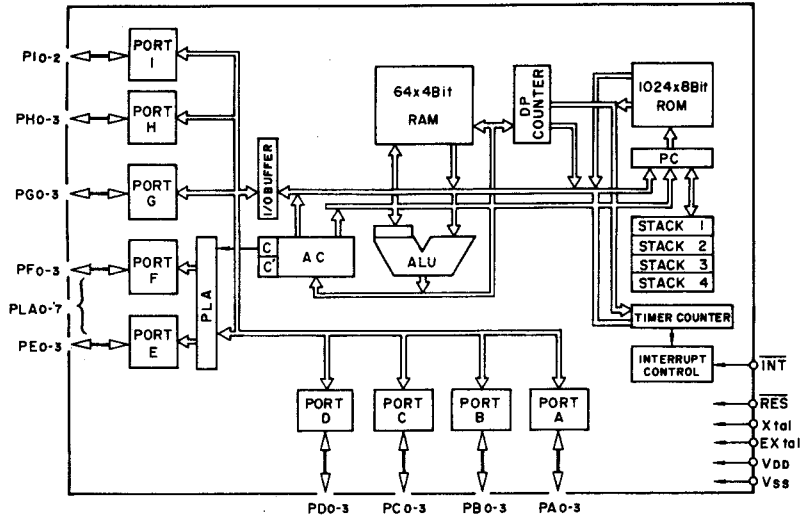 PI0-2
PORT
I
PH0-3
PORT
H
PG0-3
PORT
G
PF0-3
PORT
F
PLA0-7
PE0-3
PORT
E
PLA
I/O BUFFER
64x4Bit
RAM
DP
COUNTER
1024x8Bit
ROM
PC
STACK 1
STACK 2
STACK 3
STACK 4
C
C'
AC
ALU
TIMER COUNTER
INTERRUPT
CONTROL
INT
RES
Xtal
EXtal
VDD
VSS
PORT
D
PORT
C
PORT
B
PORT
A
PD0-3
PC0-3
PB0-3
PA0-3